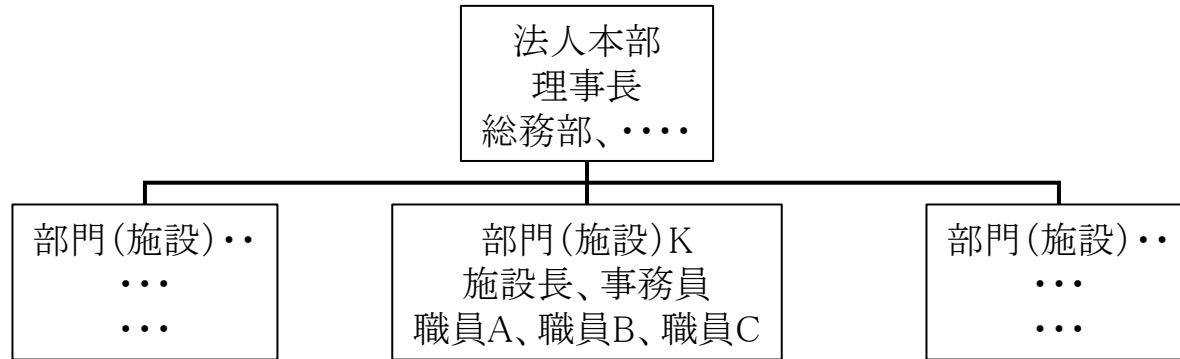 法人本部
理事長
総務部、・・・・
部門(施設)・・
・・・
・・・
部門(施設)K
施設長、事務員
職員A、職員B、職員C
部門(施設)・・
・・・
・・・